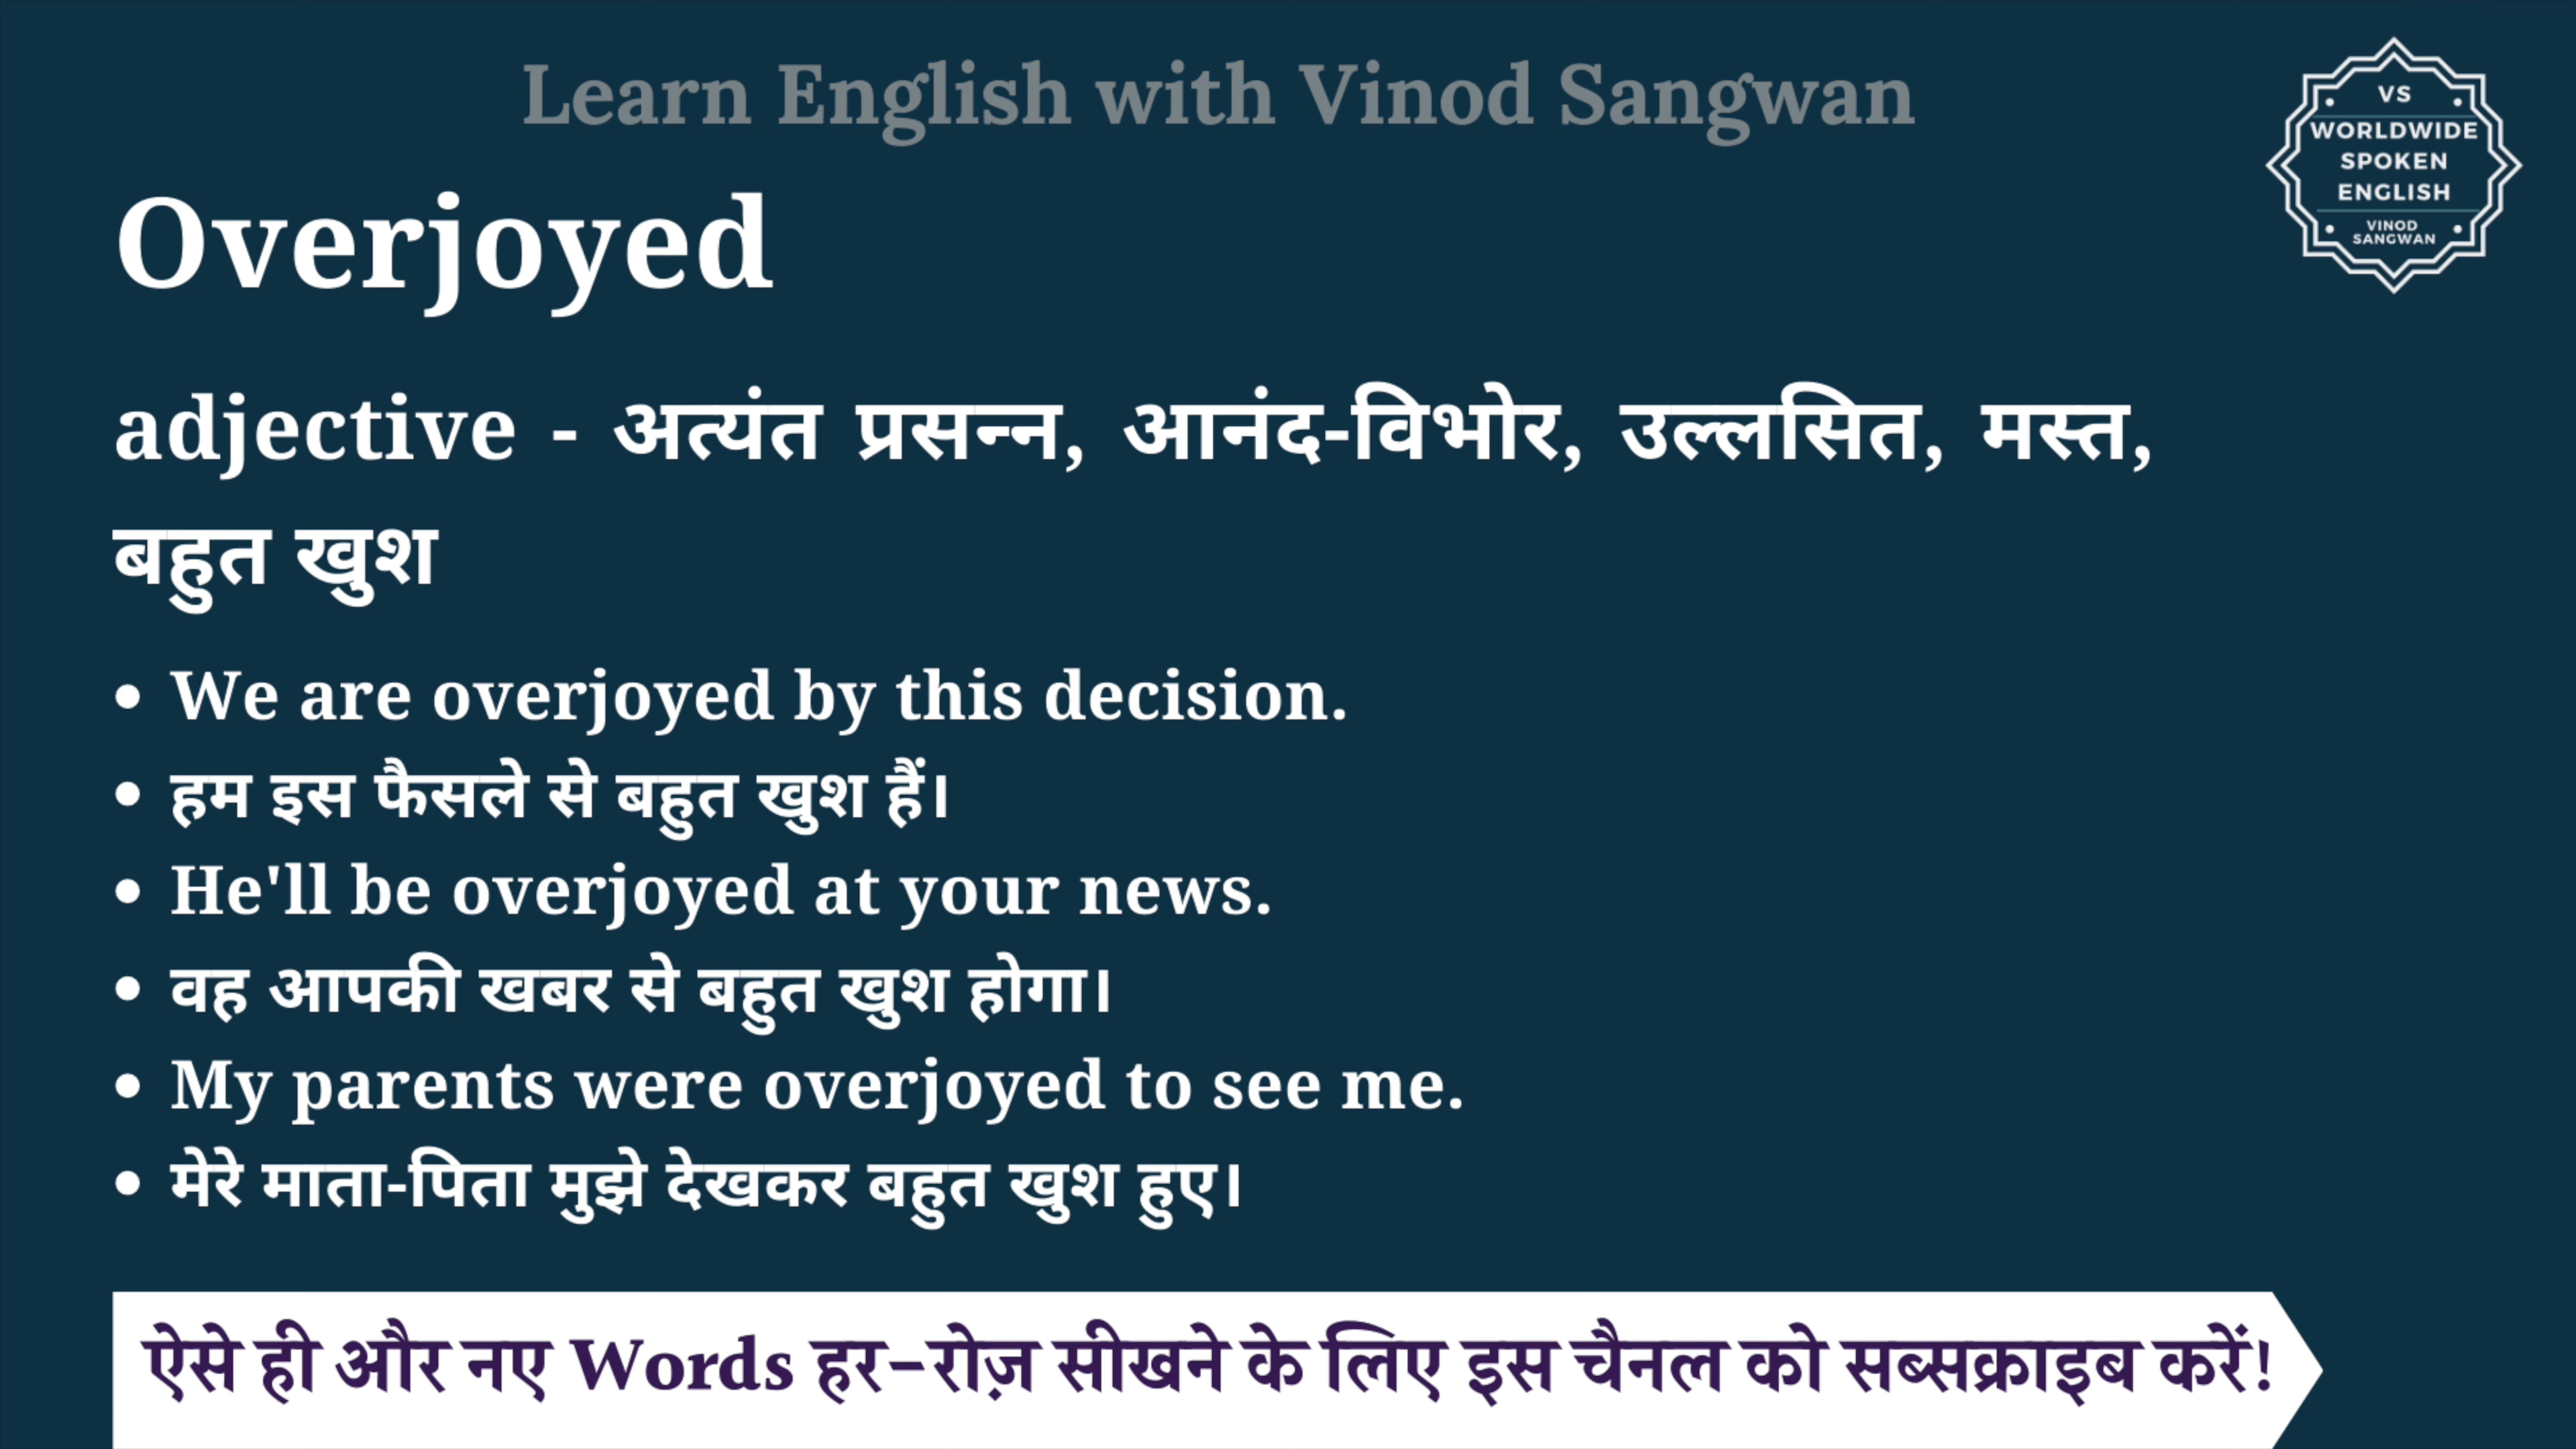 Learn English with Vinod Sangwan
VS
WORLDWIDE
SPOKEN
ENGLISH
VINOD
SANGWAN
Overjoyed
adjective - अत्यंत प्रसन्न, आनंद-विभोर, उल्लसित, मस्त,
बहुत खुश
• We are overjoyed by this decision.
• हम इस फैसले से बहुत खुश हैं।
• He'll be overjoyed at your news.
• वह आपकी खबर से बहुत खुश होगा।
• My parents were overjoyed to see me.
• मेरे माता-पिता मुझे देखकर बहुत खुश हुए।
ऐसे ही और नए Words हर–रोज़ सीखने के लिए इस चैनल को सब्सक्राइब करें!